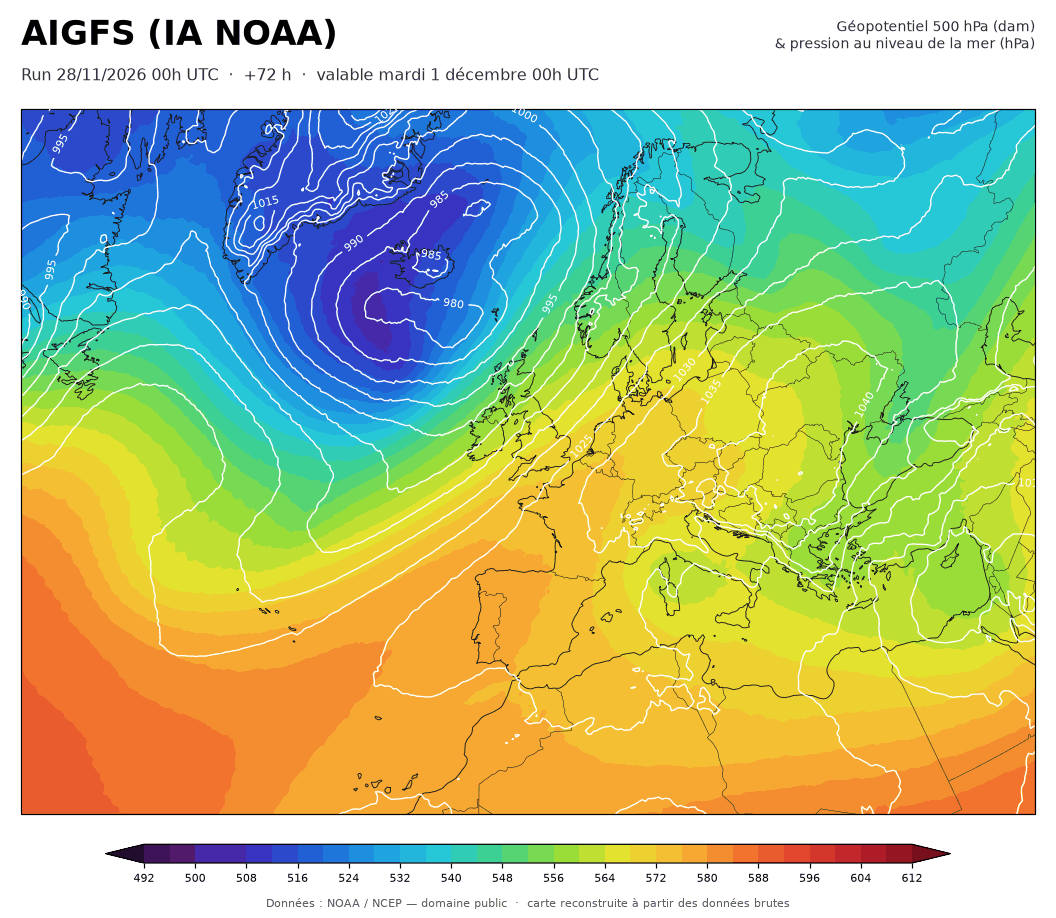 AIGFS (IA NOAA)
Géopotentiel 500 hPa (dam)
& pression au niveau de la mer (hPa)
Run 28/11/2026 00h UTC · +72 h · valable mardi 1 décembre 00h UTC
995
1000
1015
985
990
985
995
980
995
1030
1035
1040
1025
492 500 508 516 524 532 540 548 556 564 572 580 588 596 604 612
Données : NOAA / NCEP — domaine public · carte reconstruite à partir des données brutes